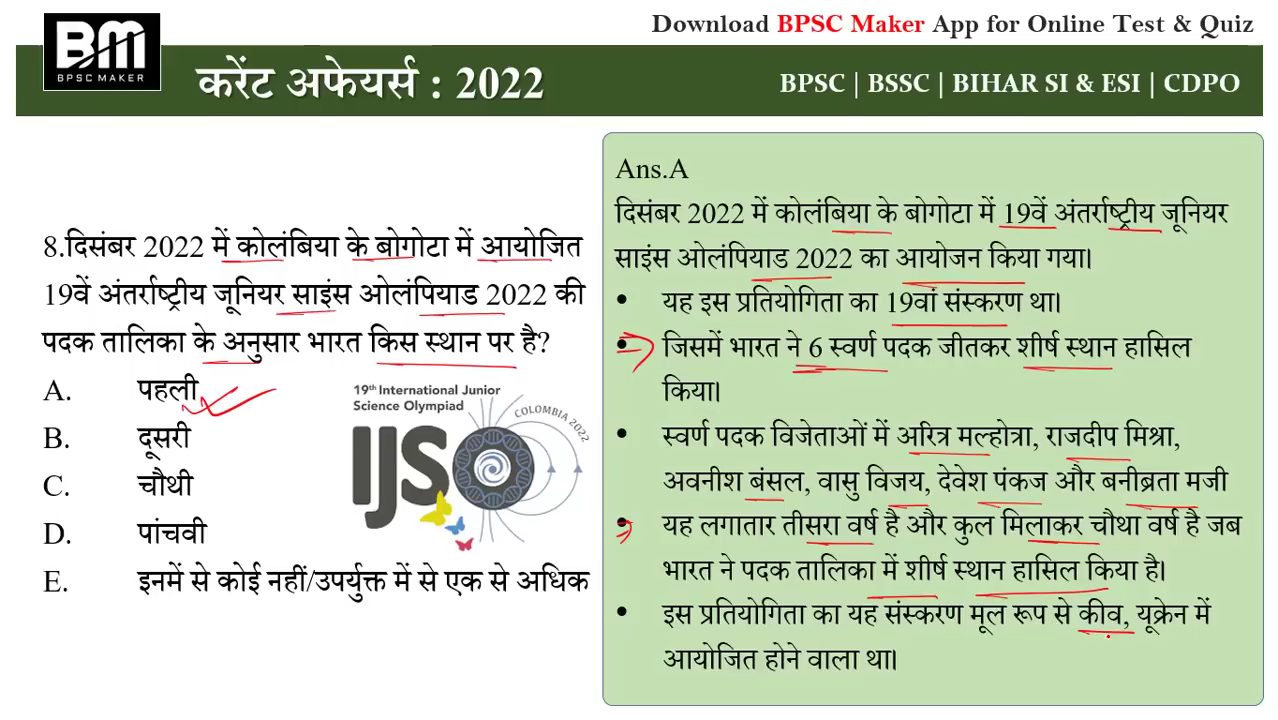 Download BPSC Maker App for Online Test & Quiz
BM
BPSC MAKER
करेंट अफेयर्स : 2022
BPSC | BSSC | BIHAR SI & ESI | CDPO
8.दिसंबर 2022 में कोलंबिया के बोगोटा में आयोजित
19वें अंतर्राष्ट्रीय जूनियर साइंस ओलंपियाड 2022 की
पदक तालिका के अनुसार भारत किस स्थान पर है?
A. पहली
B. दूसरी
C. चौथी
D. पांचवी
E. इनमें से कोई नहीं/उपर्युक्त में से एक से अधिक
19th International Junior
Science Olympiad
COLOMBIA 2022
IJSO
Ans.A
दिसंबर 2022 में कोलंबिया के बोगोटा में 19वें अंतर्राष्ट्रीय जूनियर
साइंस ओलंपियाड 2022 का आयोजन किया गया।
• यह इस प्रतियोगिता का 19वां संस्करण था।
• जिसमें भारत ने 6 स्वर्ण पदक जीतकर शीर्ष स्थान हासिल
किया।
• स्वर्ण पदक विजेताओं में अरित्र मल्होत्रा, राजदीप मिश्रा,
अवनीश बंसल, वासु विजय, देवेश पंकज और बनीब्रता मजी
• यह लगातार तीसरा वर्ष है और कुल मिलाकर चौथा वर्ष है जब
भारत ने पदक तालिका में शीर्ष स्थान हासिल किया है।
• इस प्रतियोगिता का यह संस्करण मूल रूप से कीव, यूक्रेन में
आयोजित होने वाला था।